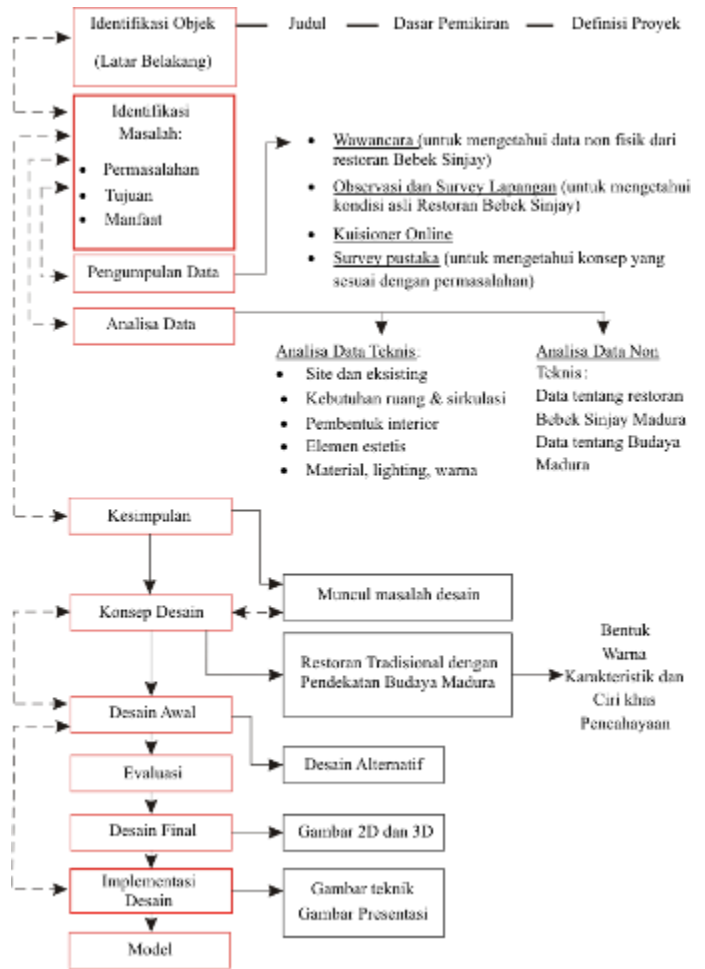 Identifikasi Objek
(Latar Belakang)
Judul
Dasar Pemikiran
Definisi Proyek
Identifikasi
Masalah:
• Permasalahan
• Tujuan
• Manfaat
• Wawancara (untuk mengetahui data non fisik dari
restoran Bebek Sinjay)
• Observasi dan Survey Lapangan (untuk mengetahui
kondisi asli Restoran Bebek Sinjay)
• Kuisioner Online
• Survey pustaka (untuk mengetahui konsep yang
sesuai dengan permasalahan)
Pengumpulan Data
Analisa Data
Analisa Data Teknis:
• Site dan eksisting
• Kebutuhan ruang & sirkulasi
• Pembentuk interior
• Elemen estetis
• Material, lighting, warna
Analisa Data Non
Teknis:
Data tentang restoran
Bebek Sinjay Madura
Data tentang Budaya
Madura
Kesimpulan
Muncul masalah desain
Konsep Desain
Restoran Tradisional dengan
Pendekatan Budaya Madura
Bentuk
Warna
Karakteristik dan
Ciri khas
Pencahayaan
Desain Awal
Desain Alternatif
Evaluasi
Desain Final
Gambar 2D dan 3D
Implementasi
Desain
Gambar teknik
Gambar Presentasi
Model